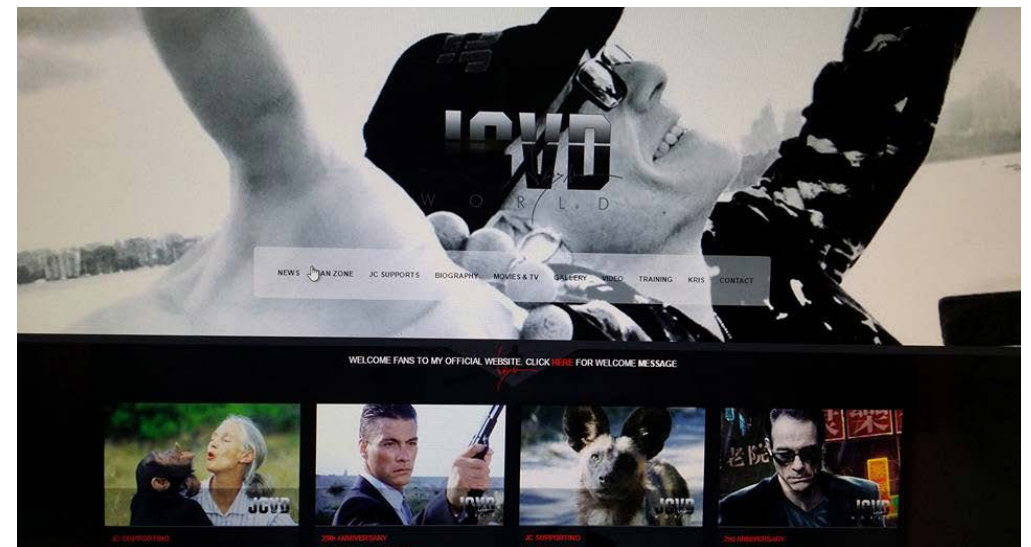 JCVD
WORLD
NEWS FAN ZONE JC SUPPORTS BIOGRAPHY MOVIES & TV GALLERY VIDEO TRAINING KRIS CONTACT
WELCOME FANS TO MY OFFICIAL WEBSITE, CLICK HERE FOR WELCOME MESSAGE
JCVD JCVD JCVD JCVD
JC SUPPORTING 20th ANNIVERSARY JC SUPPORTING 2nd ANNIVERSARY